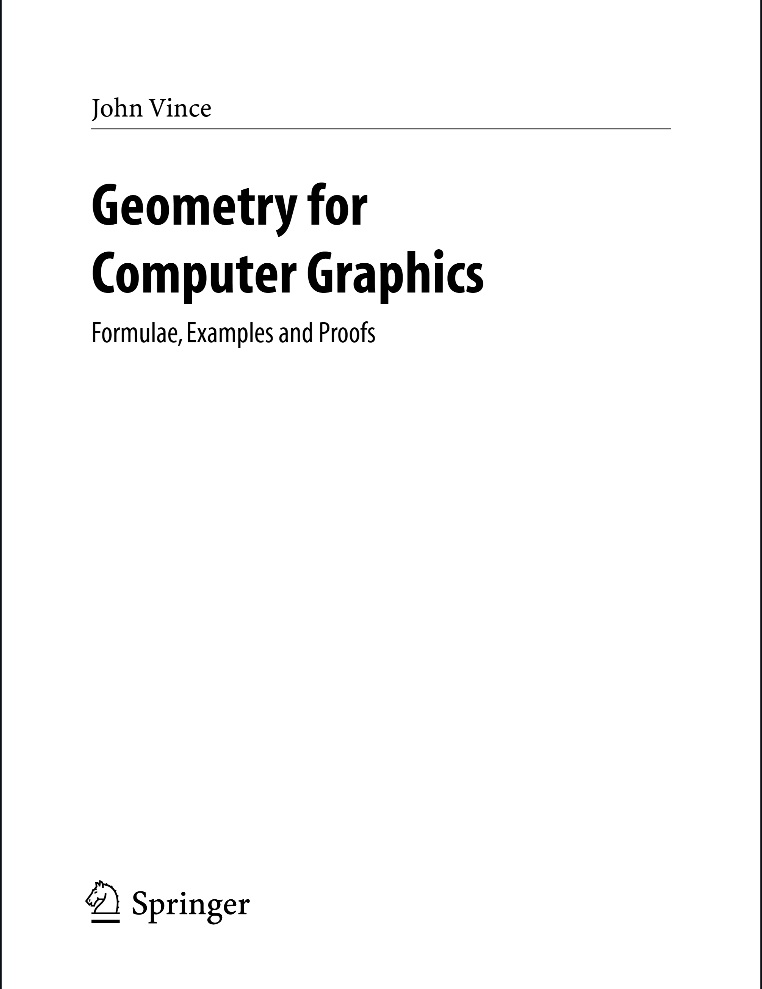 John Vince
Geometry for
Computer Graphics
Formulae, Examples and Proofs
Springer